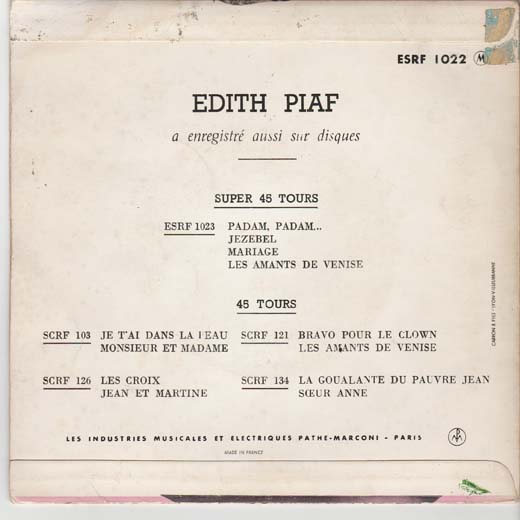 ESRF 1022 M
EDITH PIAF
a enregistré aussi sur disques
SUPER 45 TOURS
ESRF 1023 PADAM, PADAM...
JEZEBEL
MARIAGE
LES AMANTS DE VENISE
45 TOURS
SCRF 103 JE T'AI DANS LA PEAU
MONSIEUR ET MADAME
SCRF 121 BRAVO POUR LE CLOWN
LES AMANTS DE VENISE
SCRF 126 LES CROIX
JEAN ET MARTINE
SCRF 134 LA GOUALANTE DU PAUVRE JEAN
SŒUR ANNE
LES INDUSTRIES MUSICALES ET ELECTRIQUES PATHE-MARCONI - PARIS
MADE IN FRANCE